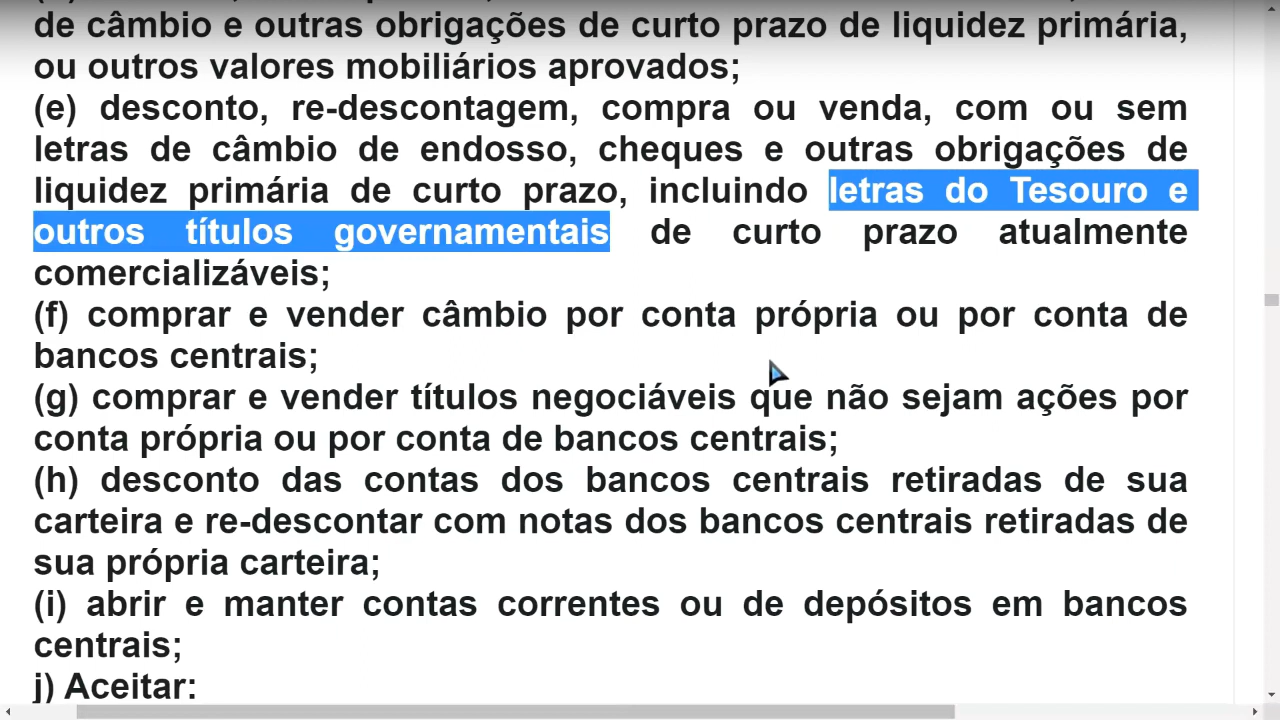 de câmbio e outras obrigações de curto prazo de liquidez primária,
ou outros valores mobiliários aprovados;
(e) desconto, re-descontagem, compra ou venda, com ou sem
letras de câmbio de endosso, cheques e outras obrigações de
liquidez primária de curto prazo, incluindo letras do Tesouro e
outros títulos governamentais de curto prazo atualmente
comercializáveis;
(f) comprar e vender câmbio por conta própria ou por conta de
bancos centrais;
(g) comprar e vender títulos negociáveis que não sejam ações por
conta própria ou por conta de bancos centrais;
(h) desconto das contas dos bancos centrais retiradas de sua
carteira e re-descontar com notas dos bancos centrais retiradas de
sua própria carteira;
(i) abrir e manter contas correntes ou de depósitos em bancos
centrais;
j) Aceitar: